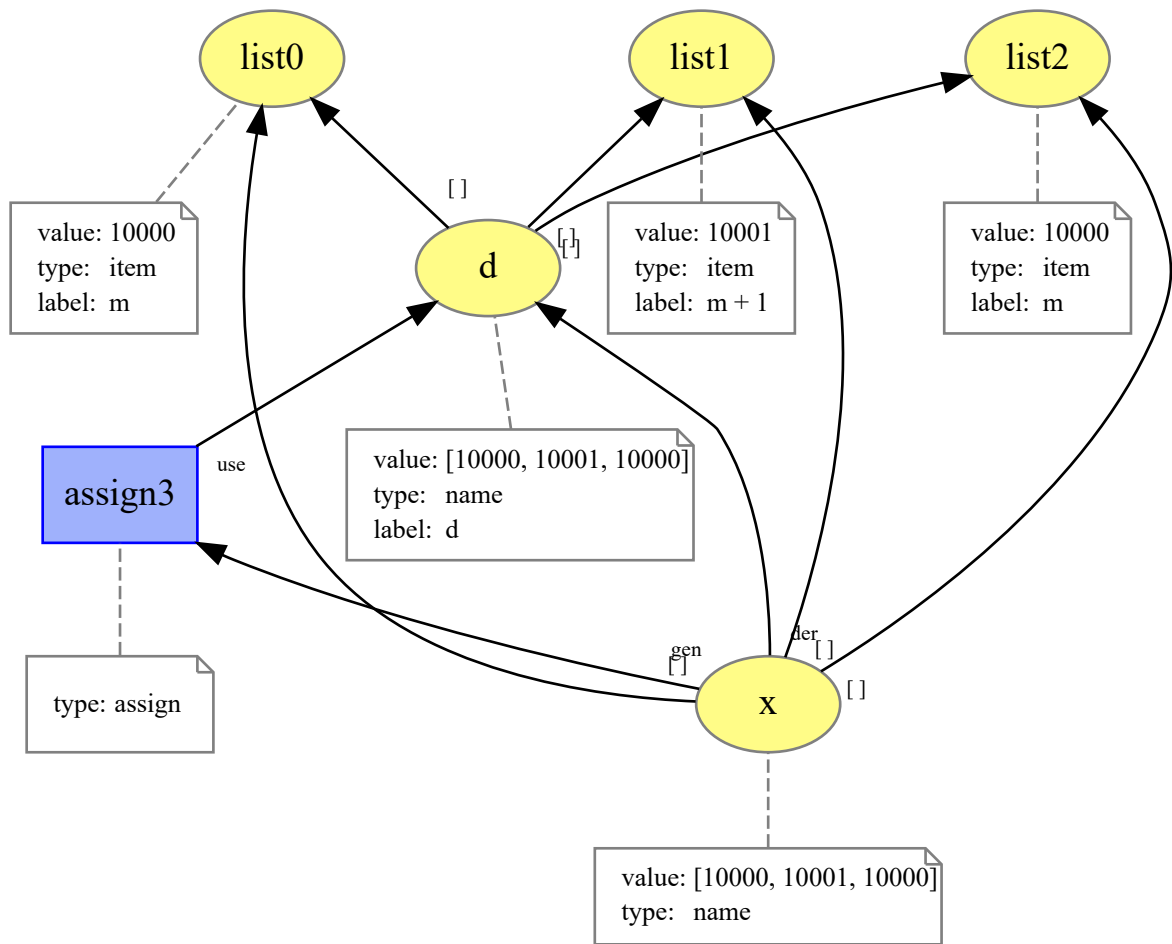 list0
list1
list2
[ ]
value: 10000
type: item
label: m
[ ]
[ ]
value: 10001
type: item
label: m + 1
value: 10000
type: item
label: m
d
use
assign3
value: [10000, 10001, 10000]
type: name
label: d
gen
[ ]
der
[ ]
[ ]
type: assign
x
value: [10000, 10001, 10000]
type: name